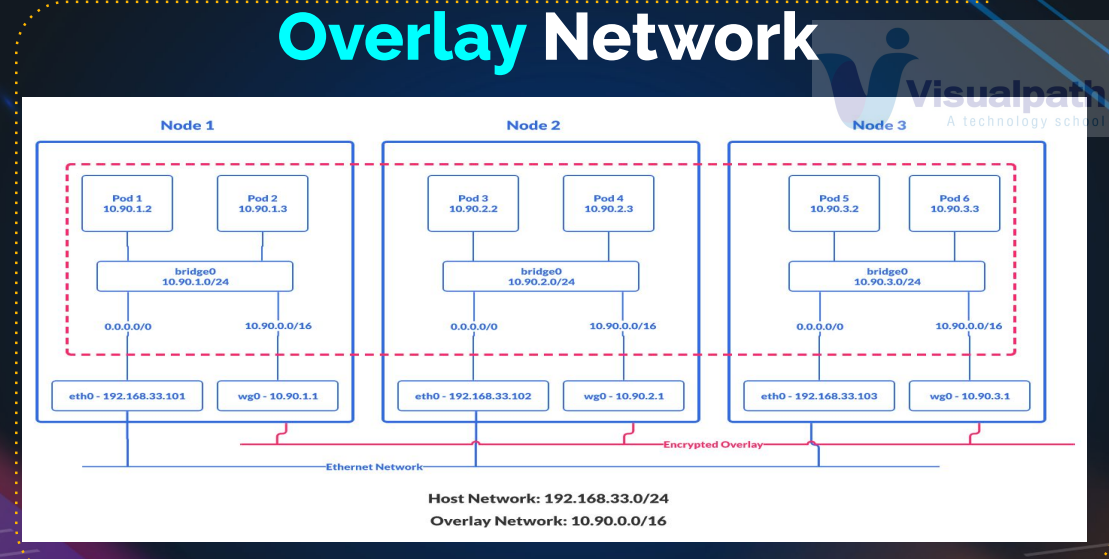 Overlay Network
Visualpath
A technology school
Node 1
Node 2
Node 3
Pod 1
10.90.1.2
Pod 2
10.90.1.3
Pod 3
10.90.2.2
Pod 4
10.90.2.3
Pod 5
10.90.3.2
Pod 6
10.90.3.3
bridge0
10.90.1.0/24
bridge0
10.90.2.0/24
bridge0
10.90.3.0/24
0.0.0.0/0
10.90.0.0/16
0.0.0.0/0
10.90.0.0/16
0.0.0.0/0
10.90.0.0/16
eth0 - 192.168.33.101
wg0 - 10.90.1.1
eth0 - 192.168.33.102
wg0 - 10.90.2.1
eth0 - 192.168.33.103
wg0 - 10.90.3.1
Encrypted Overlay
Ethernet Network
Host Network: 192.168.33.0/24
Overlay Network: 10.90.0.0/16